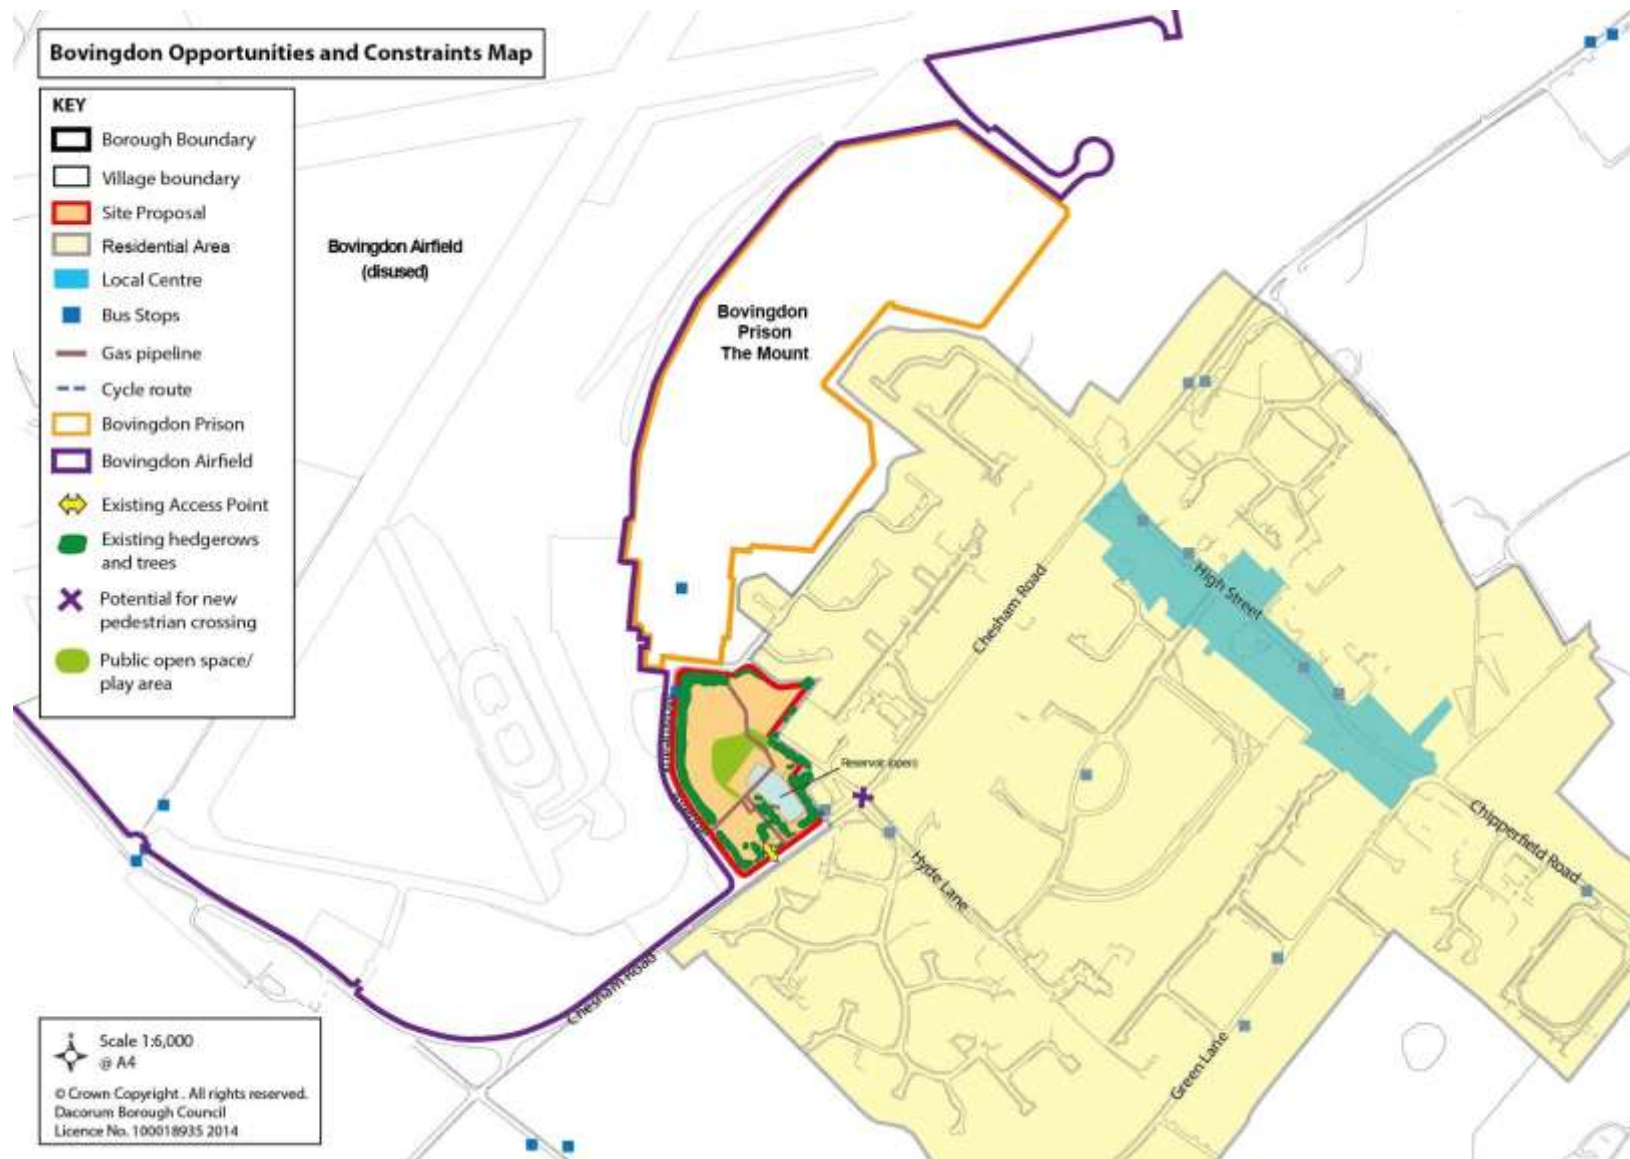 Bovingdon Opportunities and Constraints Map
KEY
Borough Boundary
Village boundary
Site Proposal
Residential Area
Local Centre
Bus Stops
Gas pipeline
Cycle route
Bovingdon Prison
Bovingdon Airfield
Existing Access Point
Existing hedgerows
and trees
Potential for new
pedestrian crossing
Public open space/
play area
Bovingdon Airfield
(disused)
Bovingdon
Prison
The Mount
Chesham Road
High Street
Reservoir (open)
Hyde Lane
Chipperfield Road
Chesham Road
Green Lane
Scale 1:6,000
@ A4
© Crown Copyright . All rights reserved.
Dacorum Borough Council
Licence No. 100018935 2014